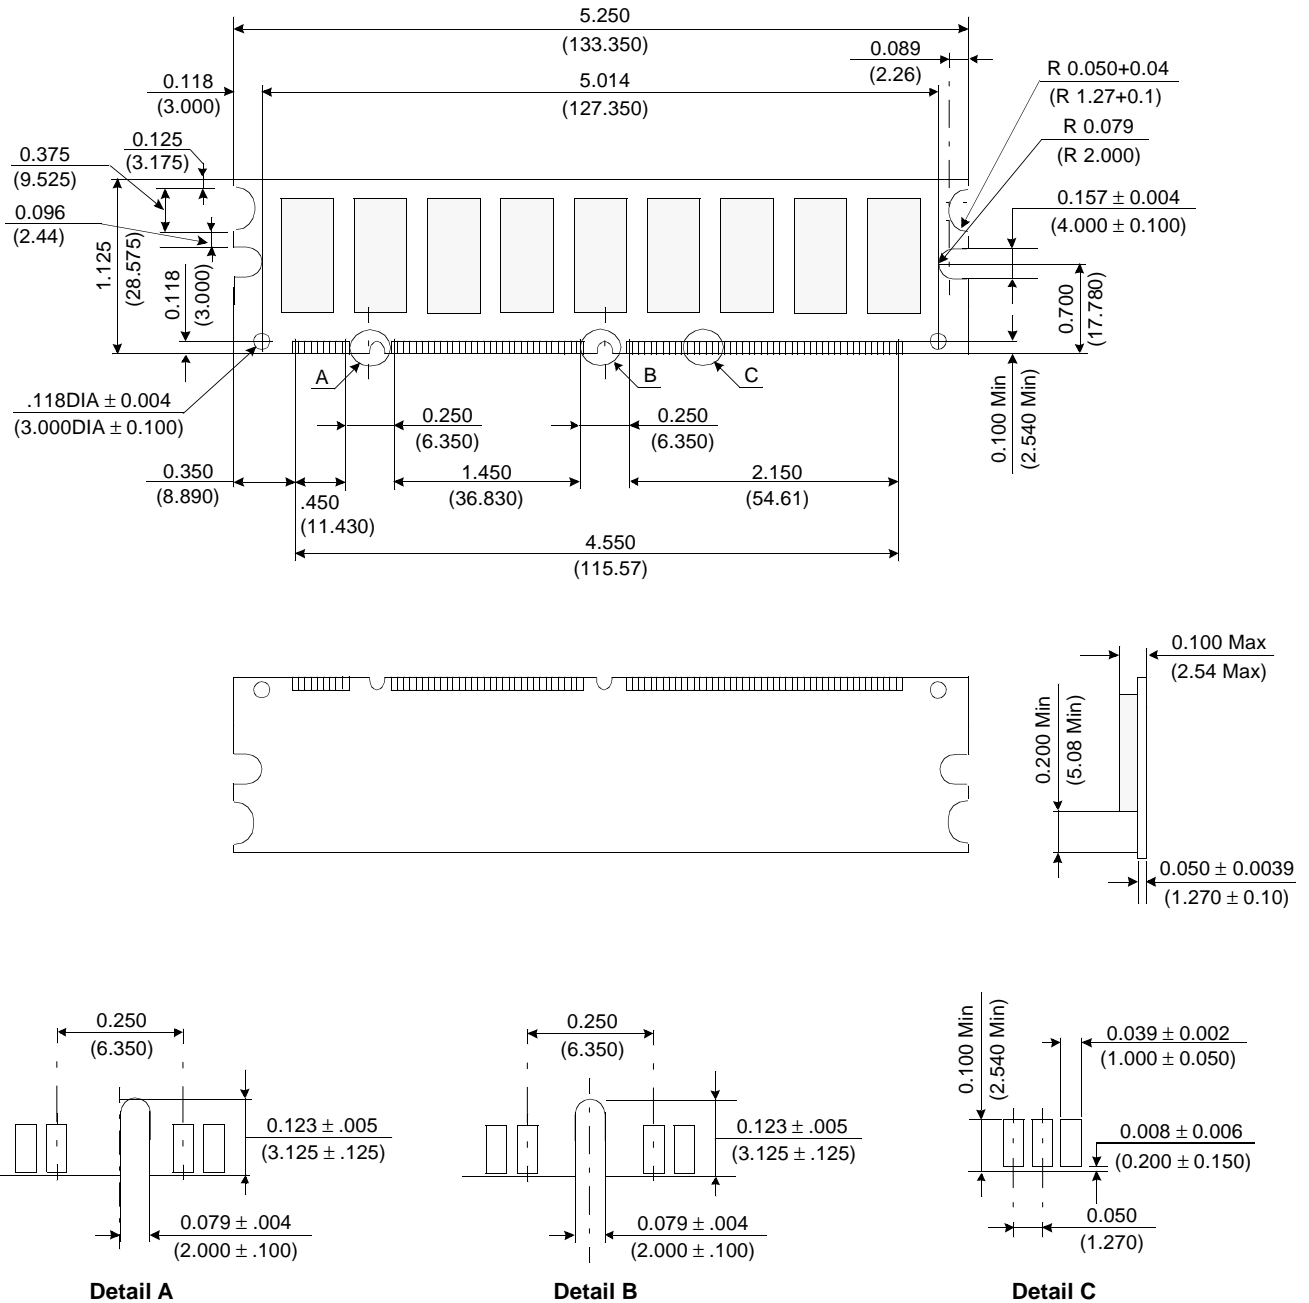 5.250
(133.350)
0.089
(2.26)
R 0.050+0.04
(R 1.27+0.1)
0.118
(3.000)
5.014
(127.350)
R 0.079
(R 2.000)
0.125
(3.175)
0.375
(9.525)
0.157 ± 0.004
(4.000 ± 0.100)
0.096
(2.44)
1.125
(28.575)
0.118
(3.000)
0.700
(17.780)
A
B
C
.118DIA ± 0.004
(3.000DIA ± 0.100)
0.250
(6.350)
0.250
(6.350)
0.100 Min
(2.540 Min)
0.350
(8.890)
.450
(11.430)
1.450
(36.830)
2.150
(54.61)
4.550
(115.57)
0.100 Max
(2.54 Max)
0.200 Min
(5.08 Min)
0.050 ± 0.0039
(1.270 ± 0.10)
0.250
(6.350)
0.123 ± .005
(3.125 ± .125)
0.079 ± .004
(2.000 ± .100)
Detail A
0.250
(6.350)
0.123 ± .005
(3.125 ± .125)
0.079 ± .004
(2.000 ± .100)
Detail B
0.100 Min
(2.540 Min)
0.039 ± 0.002
(1.000 ± 0.050)
0.008 ± 0.006
(0.200 ± 0.150)
0.050
(1.270)
Detail C